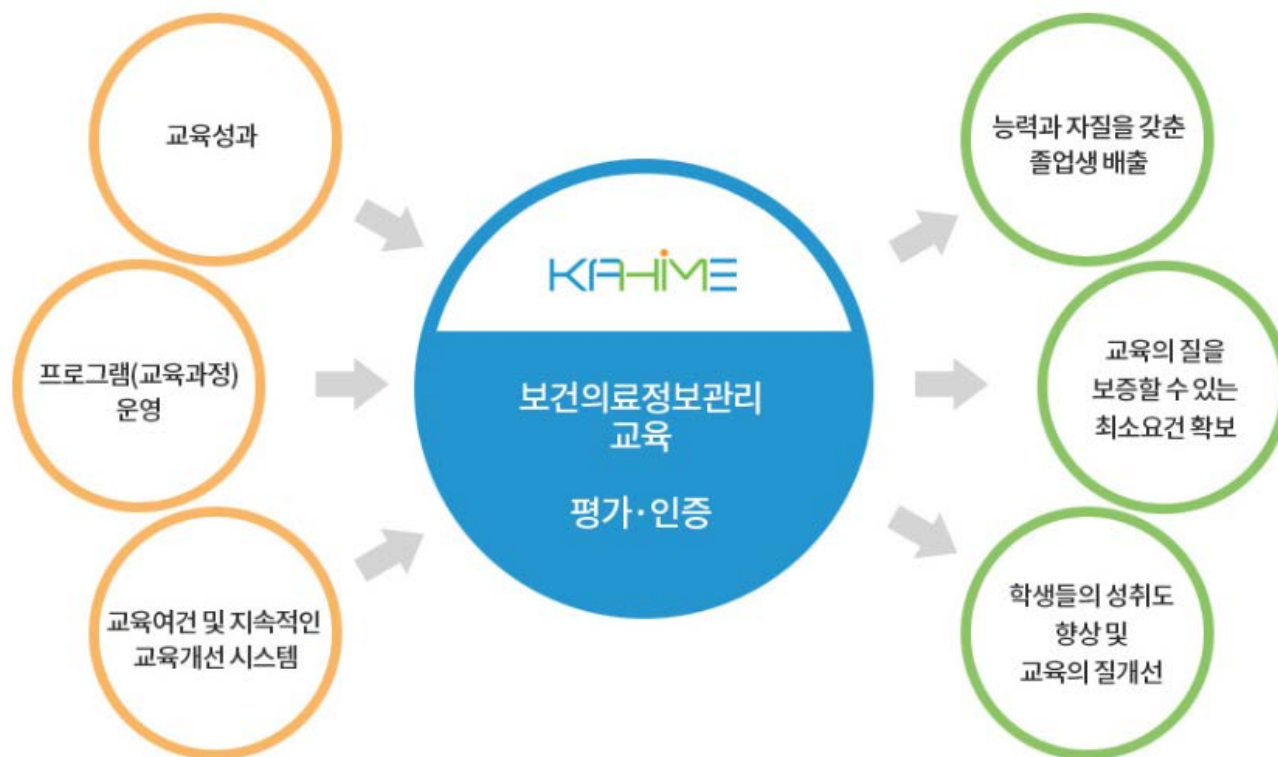 교육성과
프로그램(교육과정)
운영
교육여건 및 지속적인
교육개선 시스템
KAHIME
보건의료정보관리
교육
평가·인증
능력과 자질을 갖춘
졸업생 배출
교육의 질을
보증할 수 있는
최소요건 확보
학생들의 성취도
향상 및
교육의 질개선